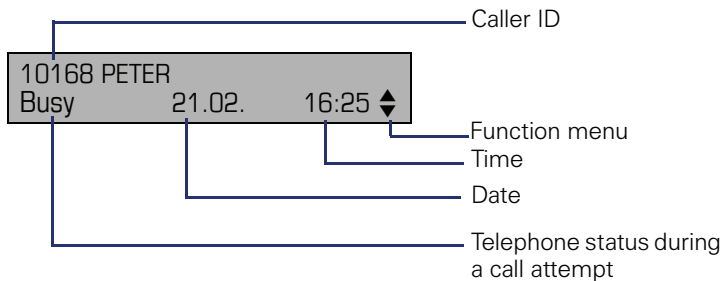 Caller ID
10168 PETER
Busy 21.02. 16:25
Function menu
Time
Date
Telephone status during
a call attempt